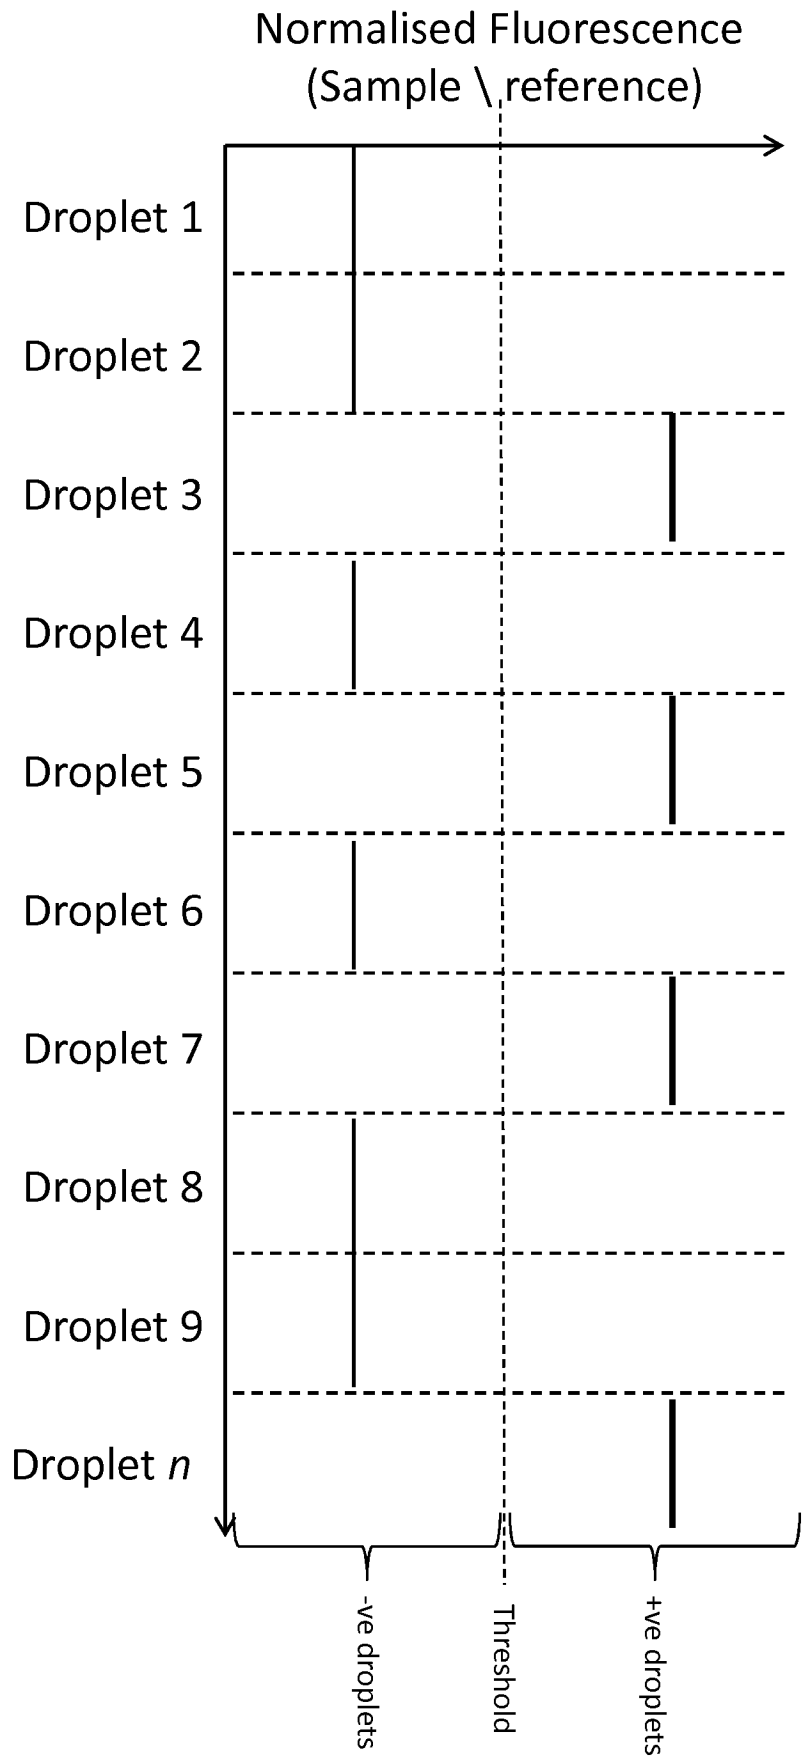 Normalised Fluorescence
(Sample \ reference)
Droplet 1
Droplet 2
Droplet 3
Droplet 4
Droplet 5
Droplet 6
Droplet 7
Droplet 8
Droplet 9
Droplet n
-ve droplets
Threshold
+ve droplets